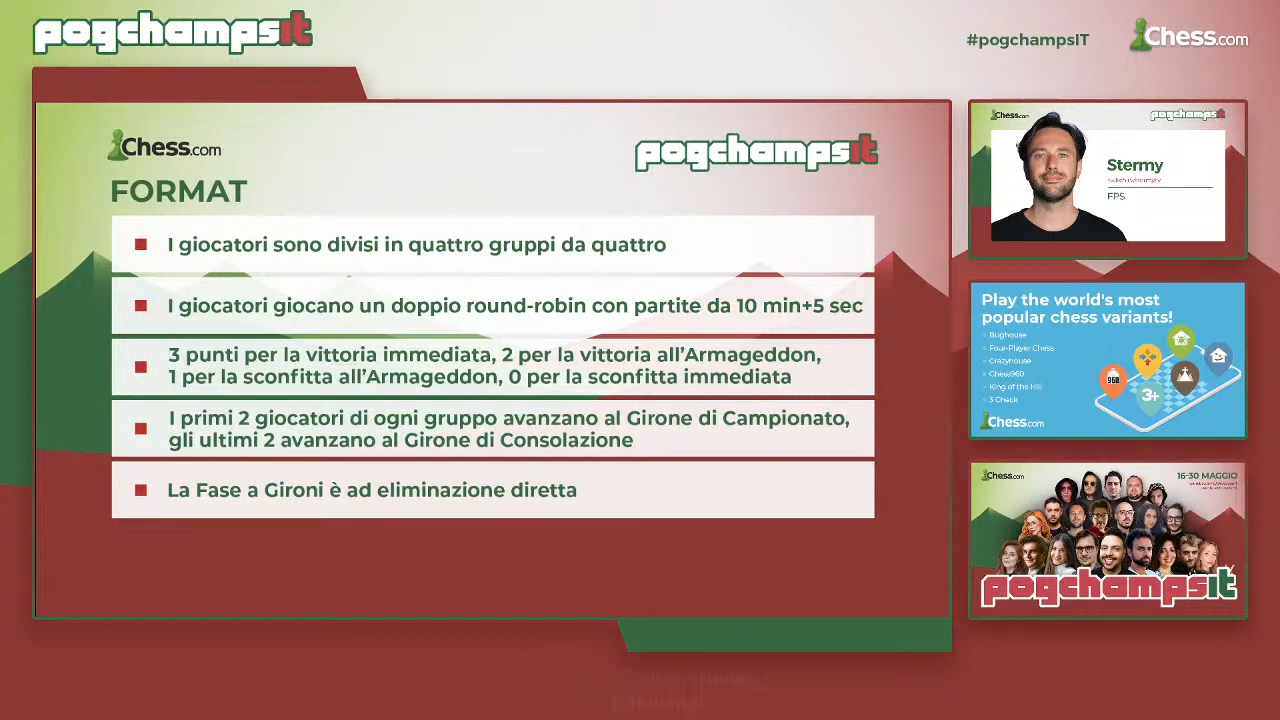 pogchampsit
#pogchampsIT
Chess.com
Chess.com
pogchampsit
FORMAT
I giocatori sono divisi in quattro gruppi da quattro
I giocatori giocano un doppio round-robin con partite da 10 min+5 sec
3 punti per la vittoria immediata, 2 per la vittoria all’Armageddon,
1 per la sconfitta all’Armageddon, 0 per la sconfitta immediata
I primi 2 giocatori di ogni gruppo avanzano al Girone di Campionato,
gli ultimi 2 avanzano al Girone di Consolazione
La Fase a Gironi è ad eliminazione diretta
Chess.com
pogchampsit
Stermy
FPS
Play the world's most
popular chess variants!
Bughouse
Four-Player Chess
Crazyhouse
Chess960
King of the Hill
3 Check
960
3+
Chess.com
Chess.com
16-30 MAGGIO
pogchampsit